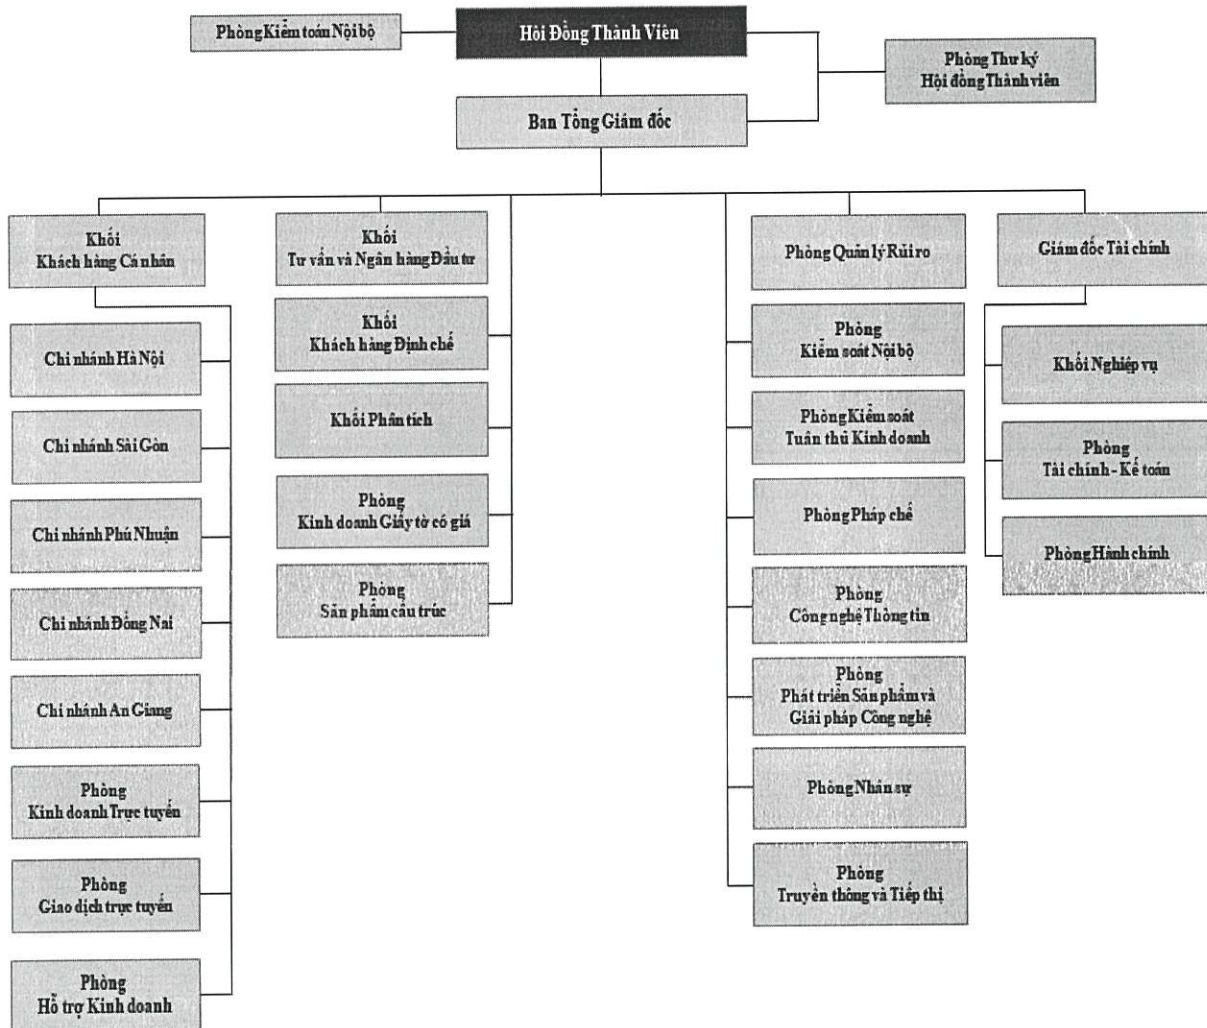 Phòng Kiểm toán Nội bộ
Hôi Đồng Thành Viên
Phòng Thư ký
Hội đồng Thành viên
Ban Tổng Giám đốc
Khối
Khách hàng Cá nhân
Chi nhánh Hà Nội
Chi nhánh Sài Gòn
Chi nhánh Phú Nhuận
Chi nhánh Đồng Nai
Chi nhánh An Giang
Phòng
Kinh doanh Trực tuyến
Phòng
Giao dịch trực tuyến
Phòng
Hỗ trợ Kinh doanh
Khối
Tư vấn và Ngân hàng Đầu tư
Khối
Khách hàng Định chế
Khối Phân tích
Phòng
Kinh doanh Giấy tờ có giá
Phòng
Sản phẩm cấu trúc
Phòng Quản lý Rủi ro
Phòng
Kiểm soát Nội bộ
Phòng Kiểm soát
Tuân thủ Kinh doanh
Phòng Pháp chế
Phòng
Công nghệ Thông tin
Phòng
Phát triển Sản phẩm và
Giải pháp Công nghệ
Phòng Nhân sự
Phòng
Truyền thông và Tiếp thị
Giám đốc Tài chính
Khối Nghiệp vụ
Phòng
Tài chính - Kế toán
Phòng Hành chính